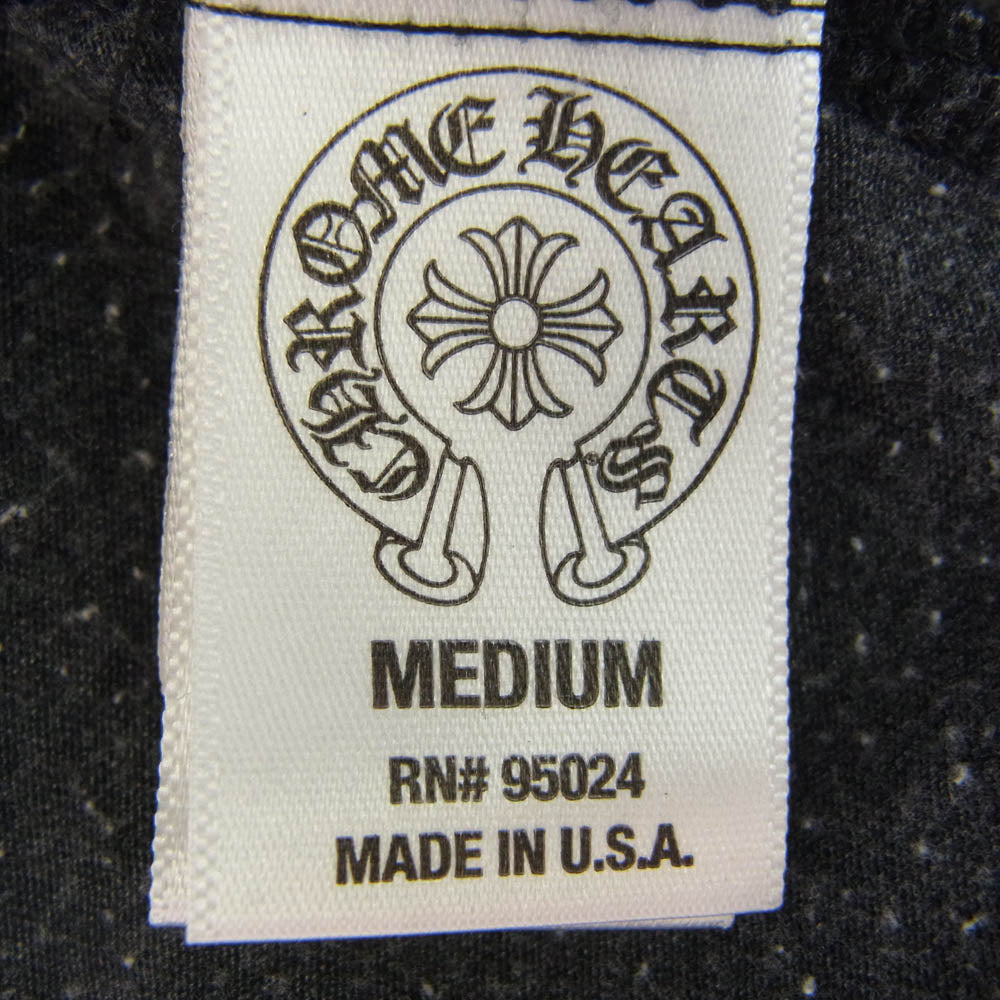 CHROME HEARTS
MEDIUM
RN# 95024
MADE IN U.S.A.